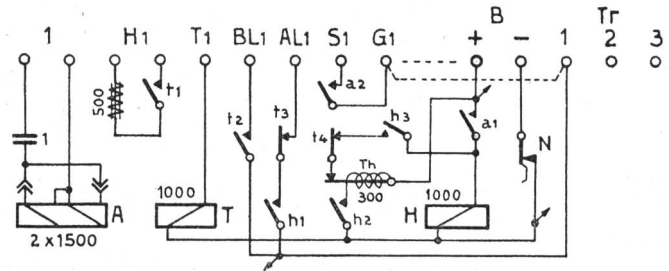 B Tr
1 H1 T1 BL1 AL1 S1 G1 + - 1 2 3
500 t1 a2
1 t2 t3 t4 h3 a1 N
Th
300
1000 1000
A T h1 h2 H
2 x 1500